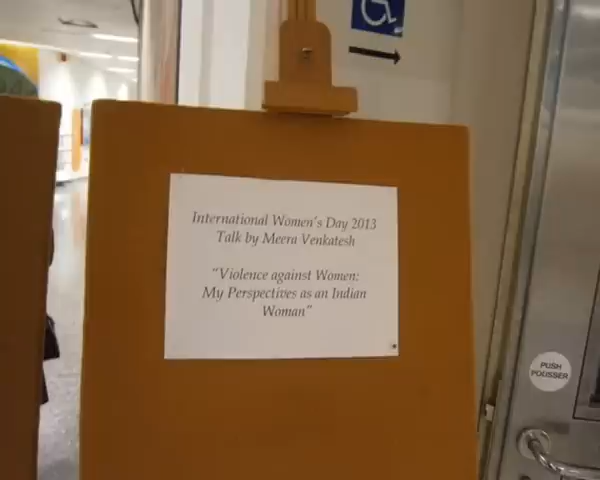 International Women's Day 2013
Talk by Meera Venkatesh
"Violence against Women:
My Perspectives as an Indian
Woman"
PUSH
POUSSER